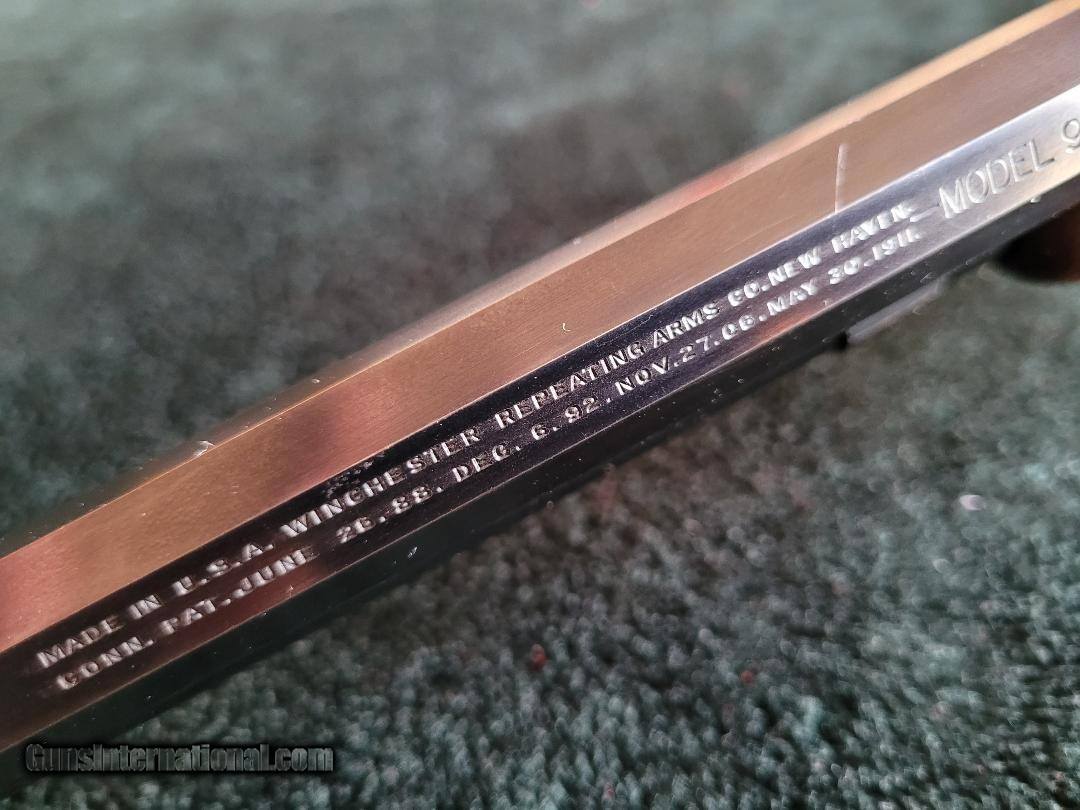 MADE IN U.S.A. WINCHESTER REPEATING ARMS CO. NEW HAVEN, – MODEL 9
CONN. PAT. JUNE 26. 88. DEC. 6. 92. NOV. 27. 06. MAY 30. 1911.
GunsInternational.com